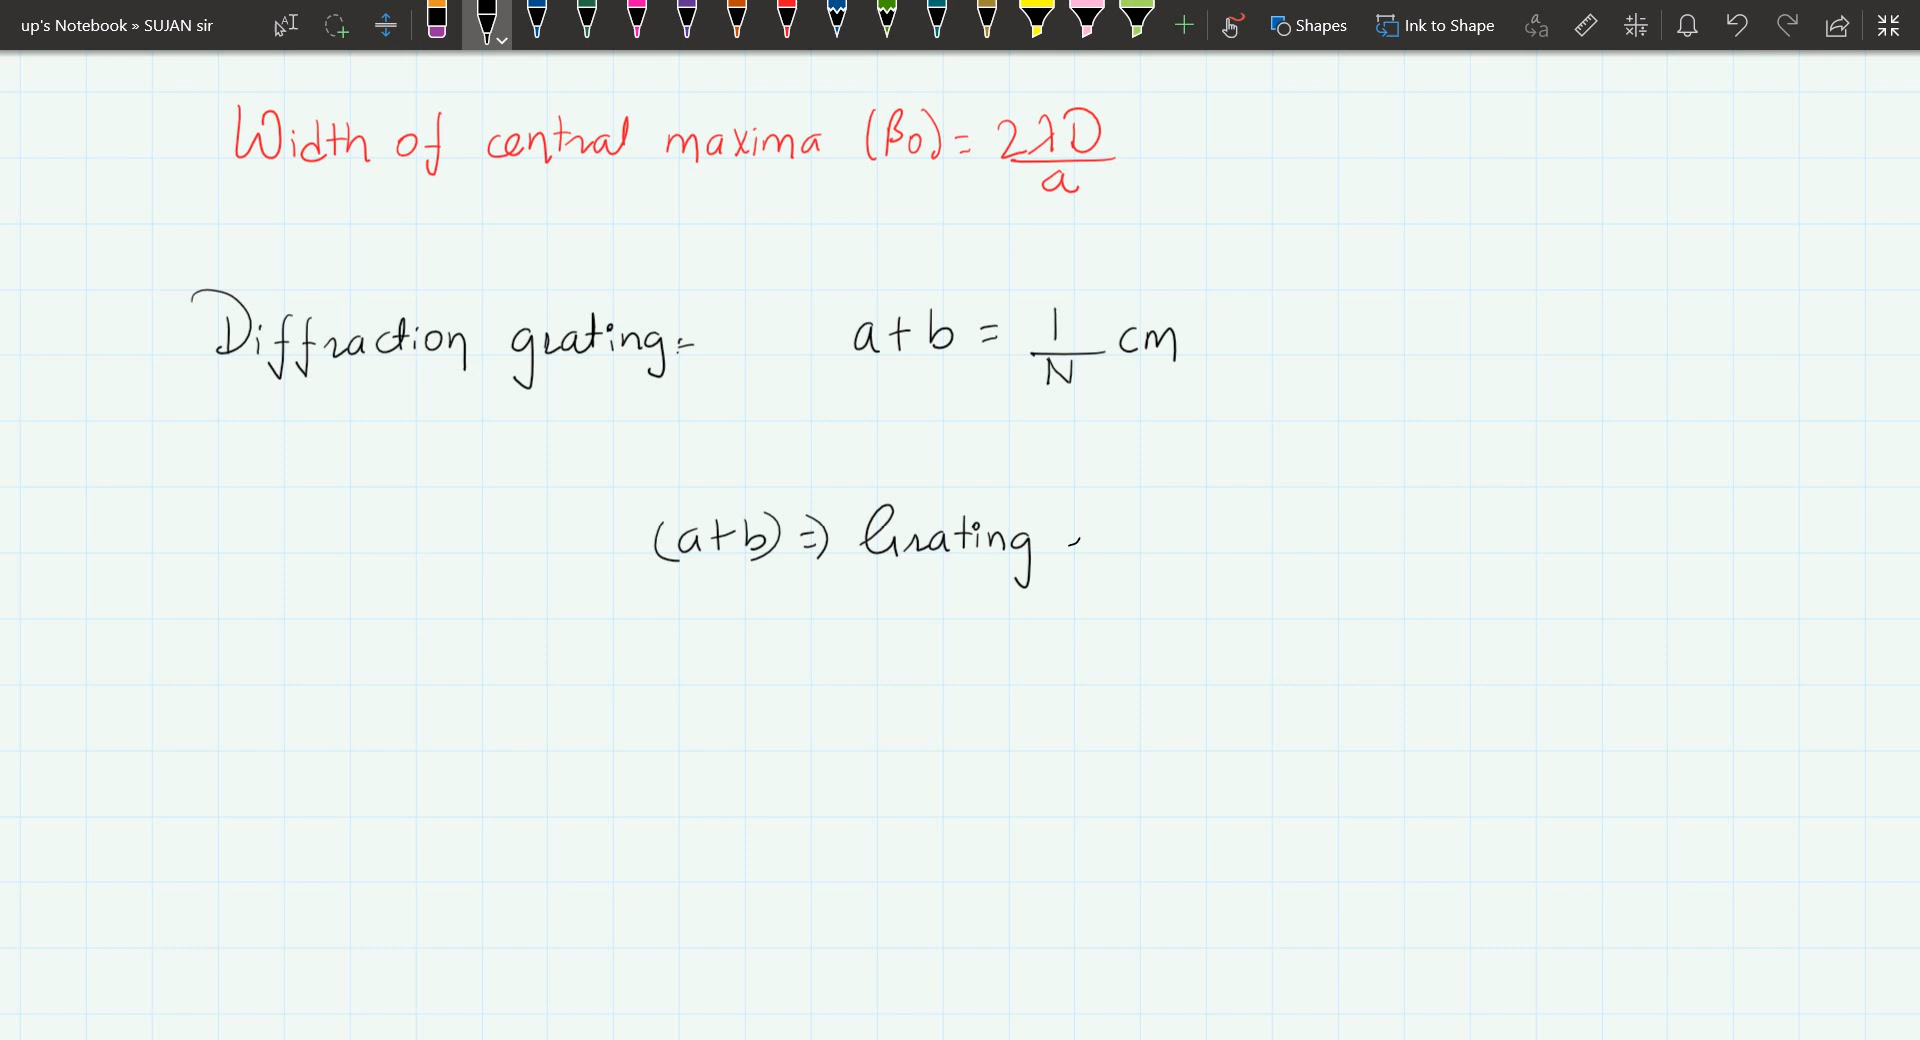 up's Notebook » SUJAN sir Shapes Ink to Shape
Width of central maxima (β0) = 2λD/a
Diffraction grating:- a+b = 1/N cm
(a+b) => Grating -